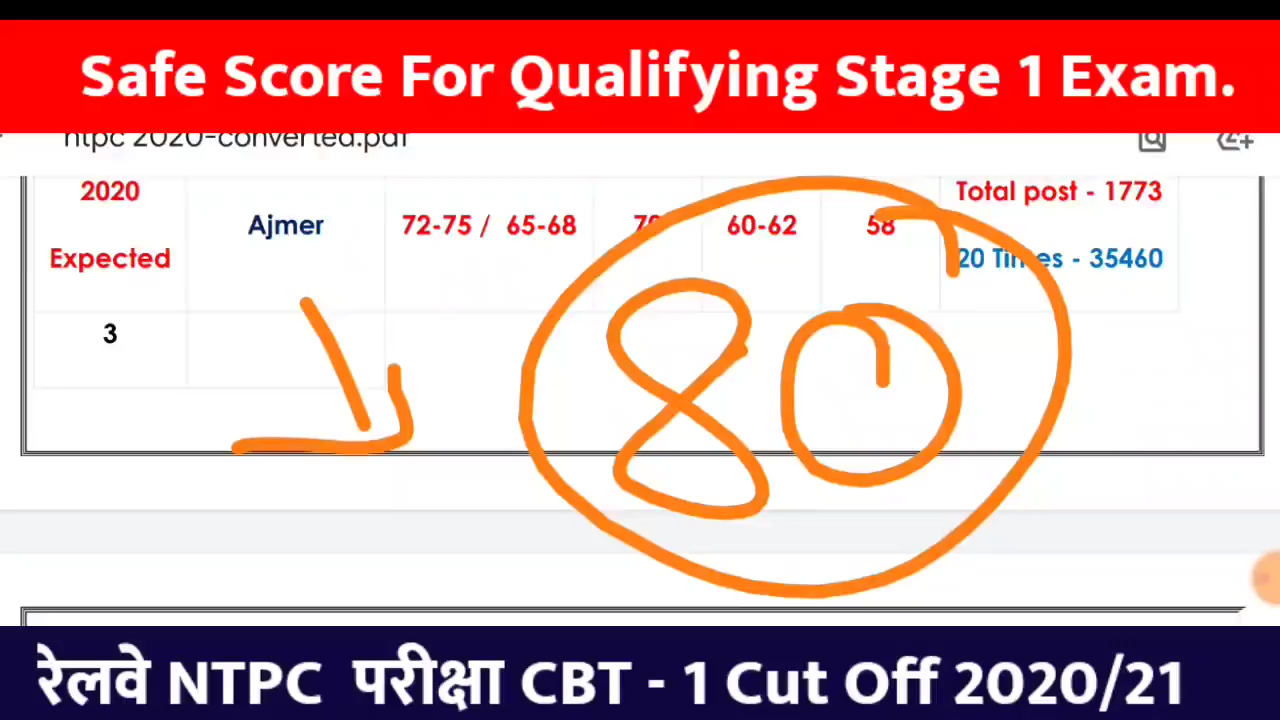 Safe Score For Qualifying Stage 1 Exam.
ntpc 2020-converted.pdf
2020 Expected
Ajmer
72-75 / 65-68
60-62
58
Total post - 1773
20 Times - 35460
3
80
रेलवे NTPC परीक्षा CBT - 1 Cut Off 2020/21